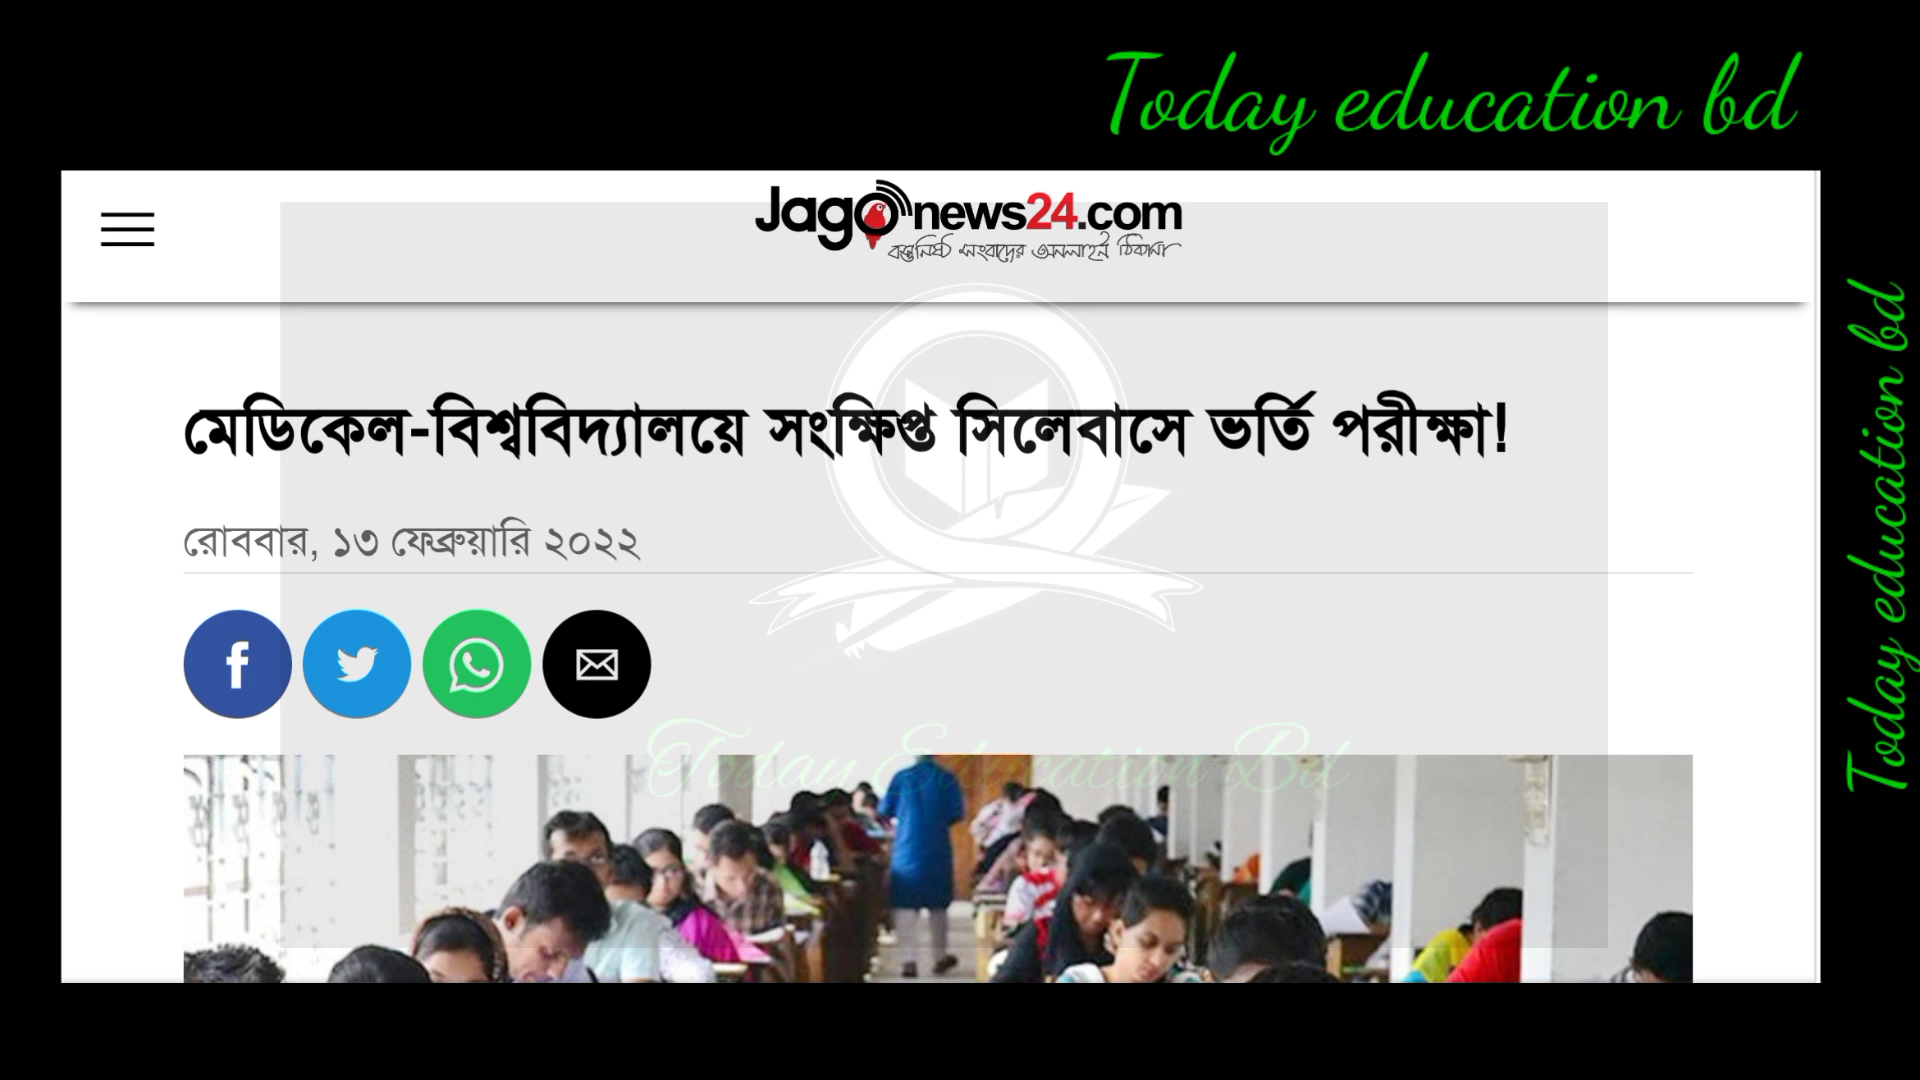 Today education bd
Jagonews24.com
বস্তুনিষ্ঠ সংবাদের অনলাইন ঠিকানা
মেডিকেল-বিশ্ববিদ্যালয়ে সংক্ষিপ্ত সিলেবাসে ভর্তি পরীক্ষা!
রোববার, ১৩ ফেব্রুয়ারি ২০২২
Today Education Bd
Today education bd